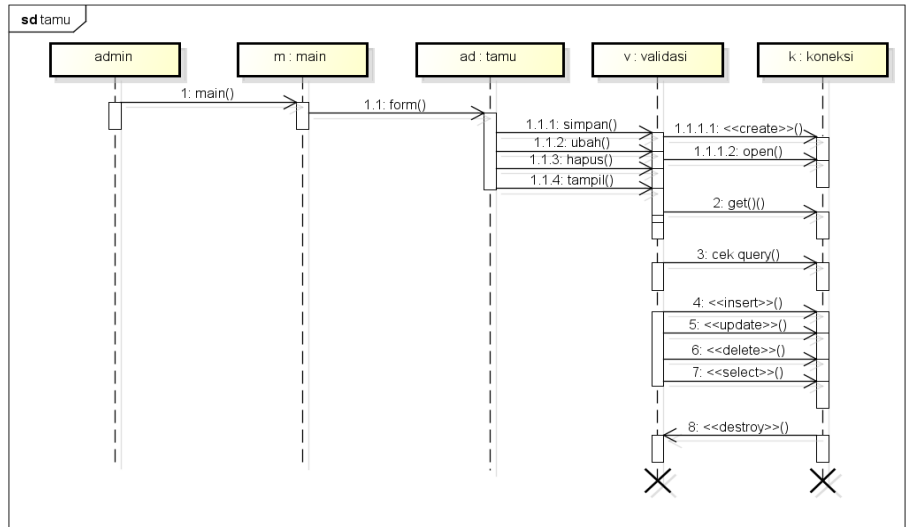 sd tamu
admin
m : main
ad : tamu
v : validasi
k : koneksi
1: main()
1.1: form()
1.1.1: simpan()
1.1.1.1: <<create>>()
1.1.2: ubah()
1.1.1.2: open()
1.1.3: hapus()
1.1.4: tampil()
2: get()()
3: cek query()
4: <<insert>>()
5: <<update>>()
6: <<delete>>()
7: <<select>>()
8: <<destroy>>()